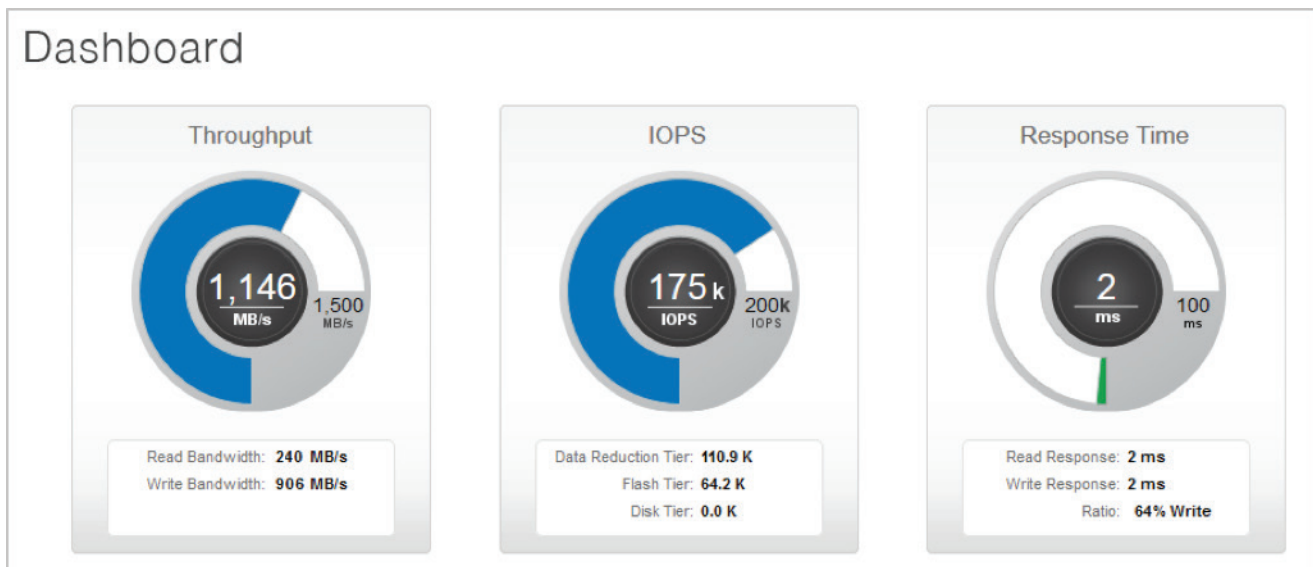 Dashboard
Throughput
1,146
MB/s
1,500
MB/s
Read Bandwidth: 240 MB/s
Write Bandwidth: 906 MB/s
IOPS
175 k
IOPS
200k
IOPS
Data Reduction Tier: 110.9 K
Flash Tier: 64.2 K
Disk Tier: 0.0 K
Response Time
2
ms
100
ms
Read Response: 2 ms
Write Response: 2 ms
Ratio: 64% Write